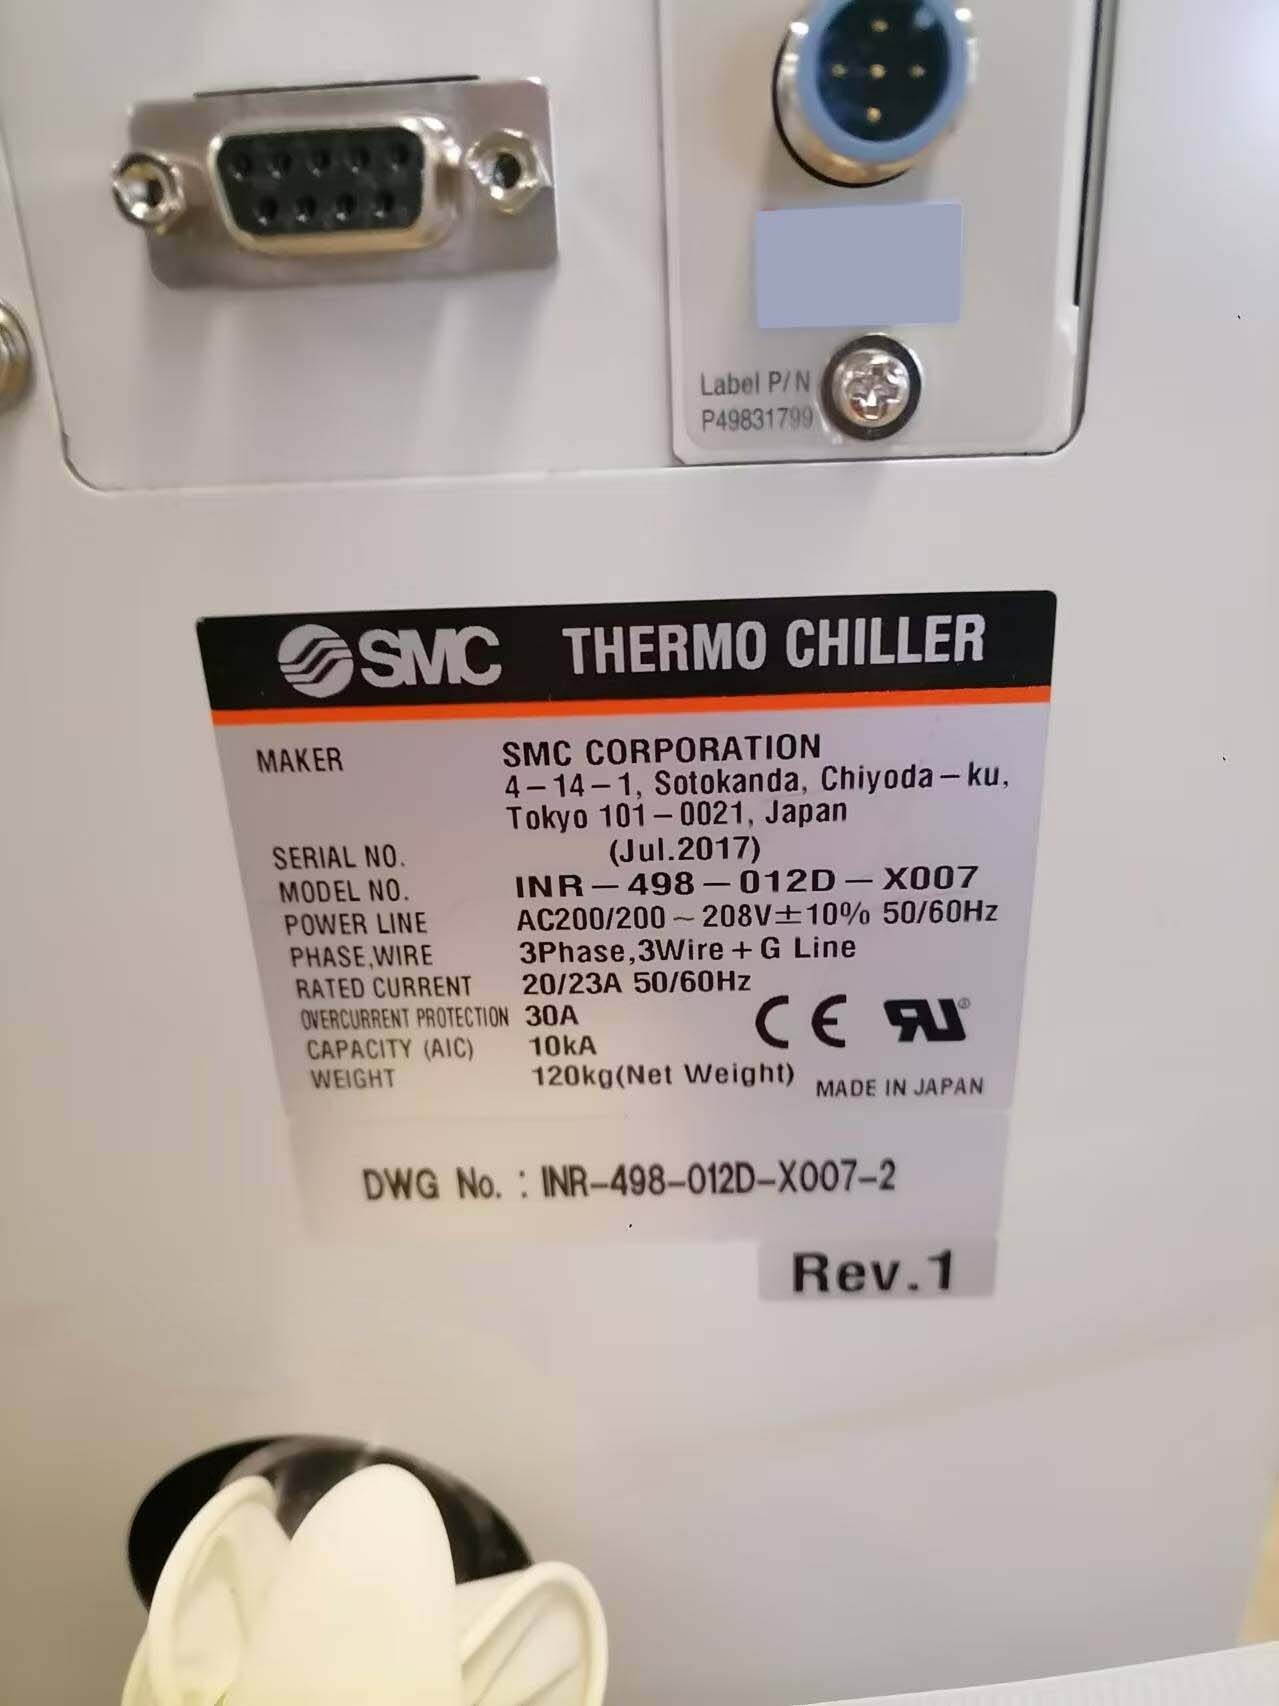 Label P/N
P49831799
SMC THERMO CHILLER
MAKER SMC CORPORATION
4-14-1, Sotokanda, Chiyoda-ku,
Tokyo 101-0021, Japan
SERIAL NO. (Jul.2017)
MODEL NO. INR-498-012D-X007
POWER LINE AC200/200~208V±10% 50/60Hz
PHASE,WIRE 3Phase,3Wire+G Line
RATED CURRENT 20/23A 50/60Hz
OVERCURRENT PROTECTION 30A
CAPACITY (AIC) 10kA
WEIGHT 120kg(Net Weight)
CE RU®
MADE IN JAPAN
DWG No.: INR-498-012D-X007-2
Rev.1